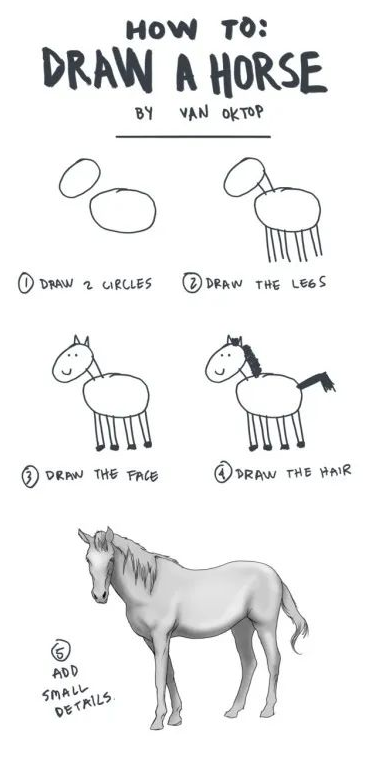 HOW TO:
DRAW A HORSE
BY VAN OKTOP
① DRAW 2 CIRCLES
② DRAW THE LEGS
③ DRAW THE FACE
④ DRAW THE HAIR
⑤
ADD
SMALL
DETAILS.